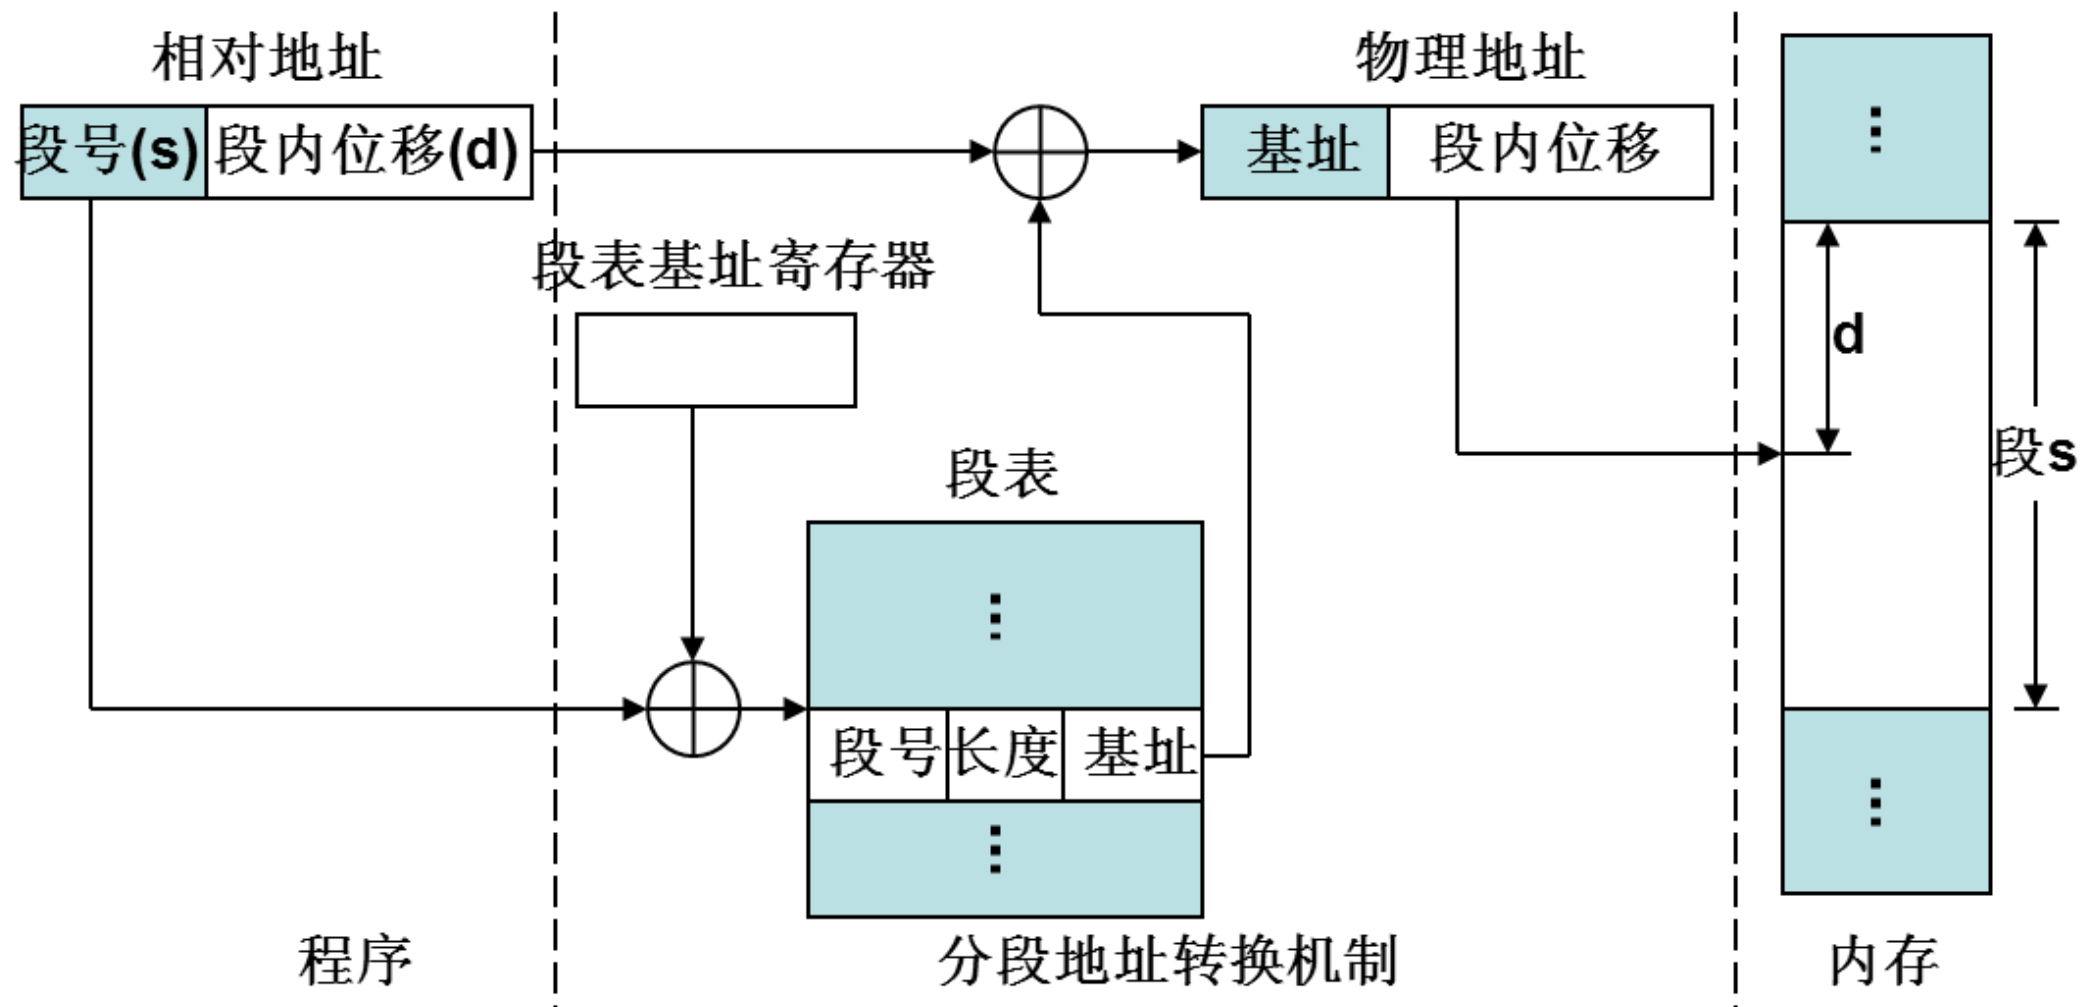 相对地址
物理地址
段号(s)
段内位移(d)
基址
段内位移
段表基址寄存器
d
段s
段表
段号
长度
基址
程序
分段地址转换机制
内存